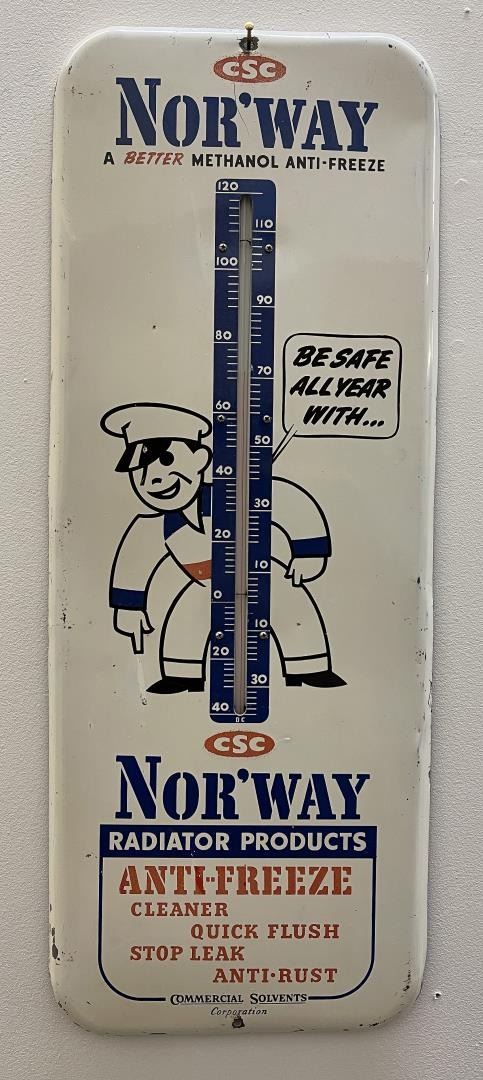 CSC
NOR'WAY
A BETTER METHANOL ANTI-FREEZE
120
110
100
90
80
70
BE SAFE
ALL YEAR
WITH...
60
50
40
30
20
10
0
10
20
30
40
DC
CSC
NOR'WAY
RADIATOR PRODUCTS
ANTI-FREEZE
CLEANER
QUICK FLUSH
STOP LEAK
ANTI-RUST
COMMERCIAL SOLVENTS
Corporation